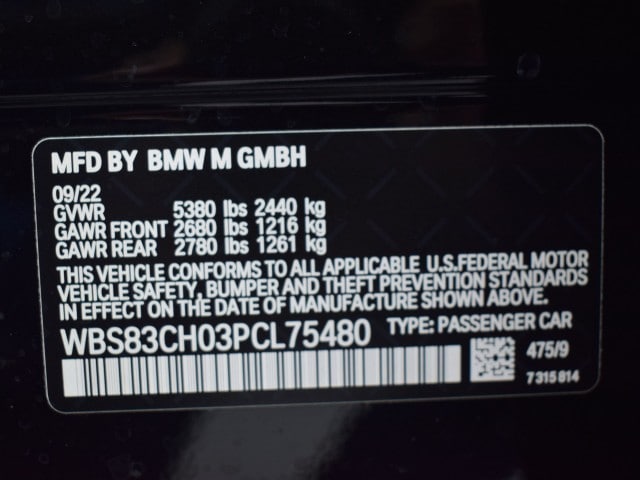 MFD BY BMW M GMBH
09/22
GVWR 5380 lbs 2440 kg
GAWR FRONT 2680 lbs 1216 kg
GAWR REAR 2780 lbs 1261 kg
THIS VEHICLE CONFORMS TO ALL APPLICABLE U.S.FEDERAL MOTOR
VEHICLE SAFETY, BUMPER AND THEFT PREVENTION STANDARDS
IN EFFECT ON THE DATE OF MANUFACTURE SHOWN ABOVE.
WBS83CH03PCL75480 TYPE: PASSENGER CAR
475/9
7 315 814